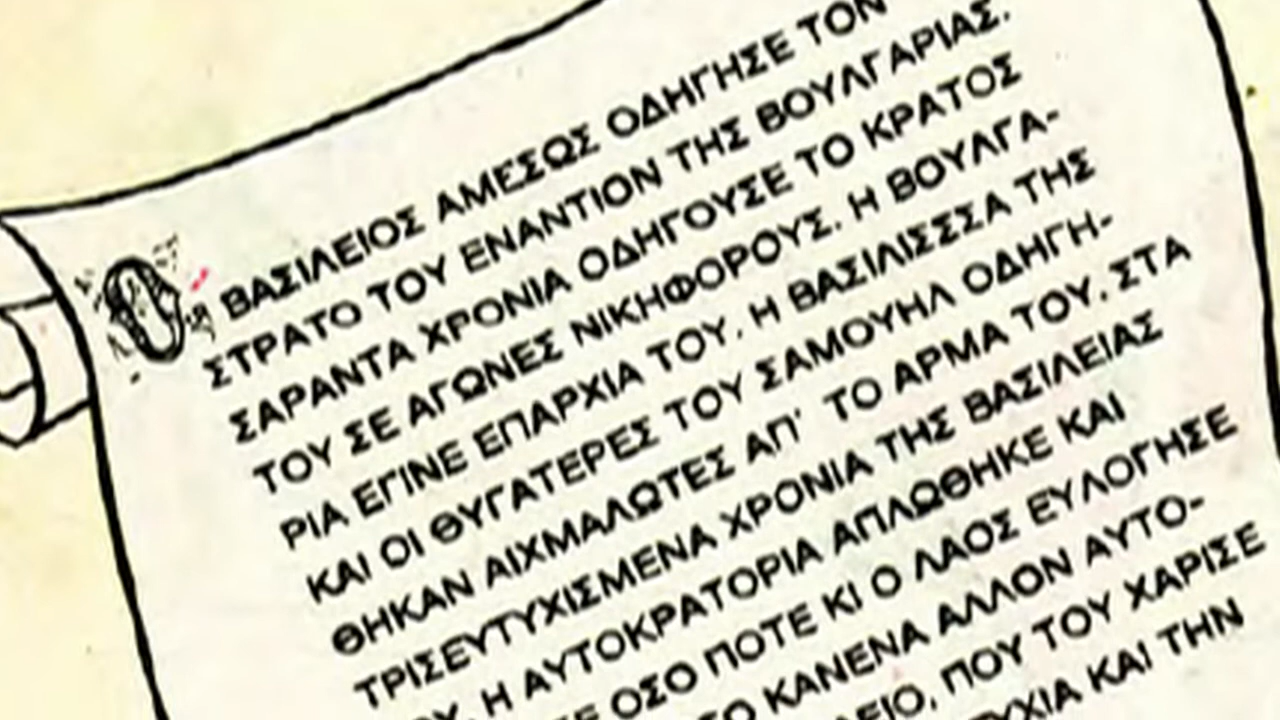 Ο ΒΑΣΙΛΕΙΟΣ ΑΜΕΣΩΣ ΟΔΗΓΗΣΕ ΤΟΝ
ΣΤΡΑΤΟ ΤΟΥ ΕΝΑΝΤΙΟΝ ΤΗΣ ΒΟΥΛΓΑΡΙΑΣ.
ΣΑΡΑΝΤΑ ΧΡΟΝΙΑ ΟΔΗΓΟΥΣΕ ΤΟ ΚΡΑΤΟΣ
ΤΟΥ ΣΕ ΑΓΩΝΕΣ ΝΙΚΗΦΟΡΟΥΣ. Η ΒΟΥΛΓΑ-
ΡΙΑ ΕΓΙΝΕ ΕΠΑΡΧΙΑ ΤΟΥ. Η ΒΑΣΙΛΙΣΣΣΑ ΤΗΣ
ΚΑΙ ΟΙ ΘΥΓΑΤΕΡΕΣ ΤΟΥ ΣΑΜΟΥΗΛ ΟΔΗΓΗ-
ΘΗΚΑΝ ΑΙΧΜΑΛΩΤΕΣ ΑΠ' ΤΟ ΑΡΜΑ ΤΟΥ. ΣΤΑ
ΤΡΙΣΕΥΤΥΧΙΣΜΕΝΑ ΧΡΟΝΙΑ ΤΗΣ ΒΑΣΙΛΕΙΑΣ
Η ΑΥΤΟΚΡΑΤΟΡΙΑ ΑΠΛΩΘΗΚΕ ΚΑΙ
ΟΣΟ ΠΟΤΕ ΚΙ Ο ΛΑΟΣ ΕΥΛΟΓΗΣΕ
ΚΑΝΕΝΑ ΑΛΛΟΝ ΑΥΤΟ-
ΠΟΥ ΤΟΥ ΧΑΡΙΣΕ
ΚΑΙ ΤΗΝ